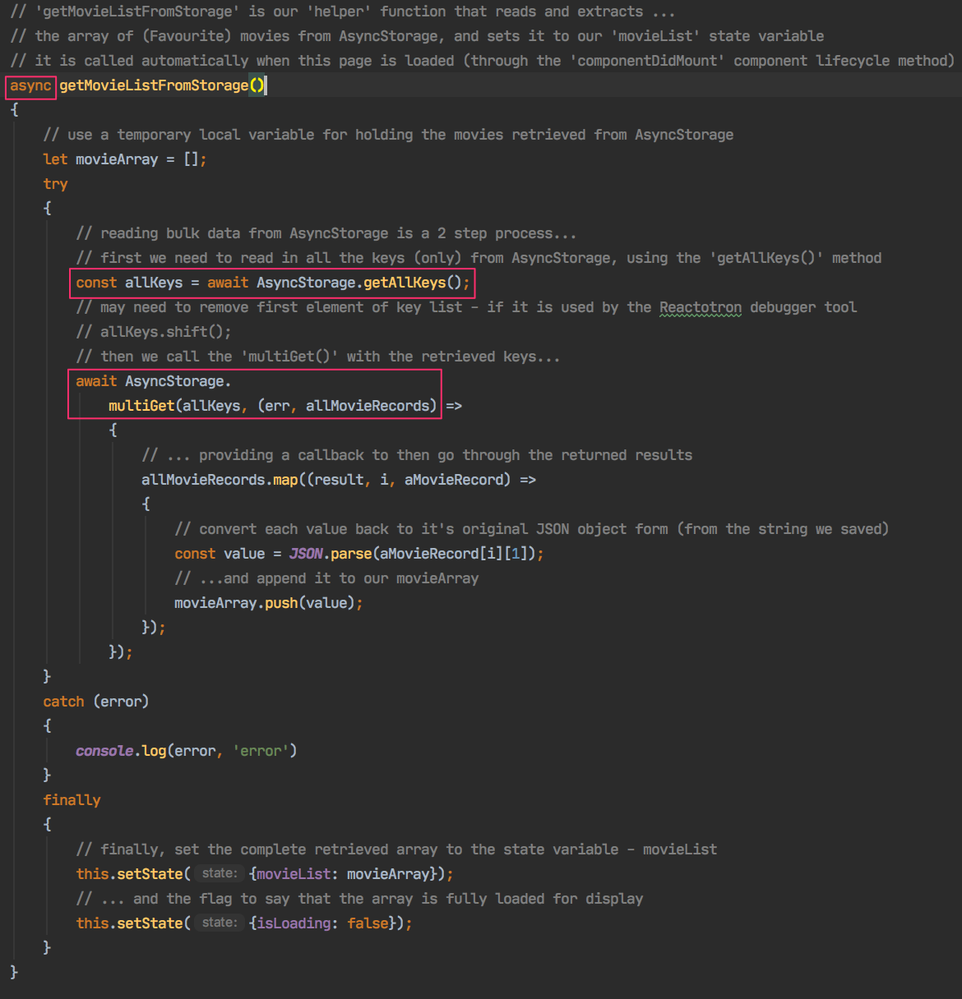 // 'getMovieListFromStorage' is our 'helper' function that reads and extracts ...
// the array of (Favourite) movies from AsyncStorage, and sets it to our 'movieList' state variable
// it is called automatically when this page is loaded (through the 'componentDidMount' component lifecycle method)
async getMovieListFromStorage()
{
    // use a temporary local variable for holding the movies retrieved from AsyncStorage
    let movieArray = [];
    try
    {
        // reading bulk data from AsyncStorage is a 2 step process...
        // first we need to read in all the keys (only) from AsyncStorage, using the 'getAllKeys()' method
        const allKeys = await AsyncStorage.getAllKeys();
        // may need to remove first element of key list - if it is used by the Reactotron debugger tool
        // allKeys.shift();
        // then we call the 'multiGet()' with the retrieved keys...
        await AsyncStorage.
            multiGet(allKeys, (err, allMovieRecords) =>
            {
                // ... providing a callback to then go through the returned results
                allMovieRecords.map((result, i, aMovieRecord) =>
                {
                    // convert each value back to it's original JSON object form (from the string we saved)
                    const value = JSON.parse(aMovieRecord[i][1]);
                    // ...and append it to our movieArray
                    movieArray.push(value);
                });
            });
    }
    catch (error)
    {
        console.log(error, 'error')
    }
    finally
    {
        // finally, set the complete retrieved array to the state variable - movieList
        this.setState( state: {movieList: movieArray});
        // ... and the flag to say that the array is fully loaded for display
        this.setState( state: {isLoading: false});
    }
}